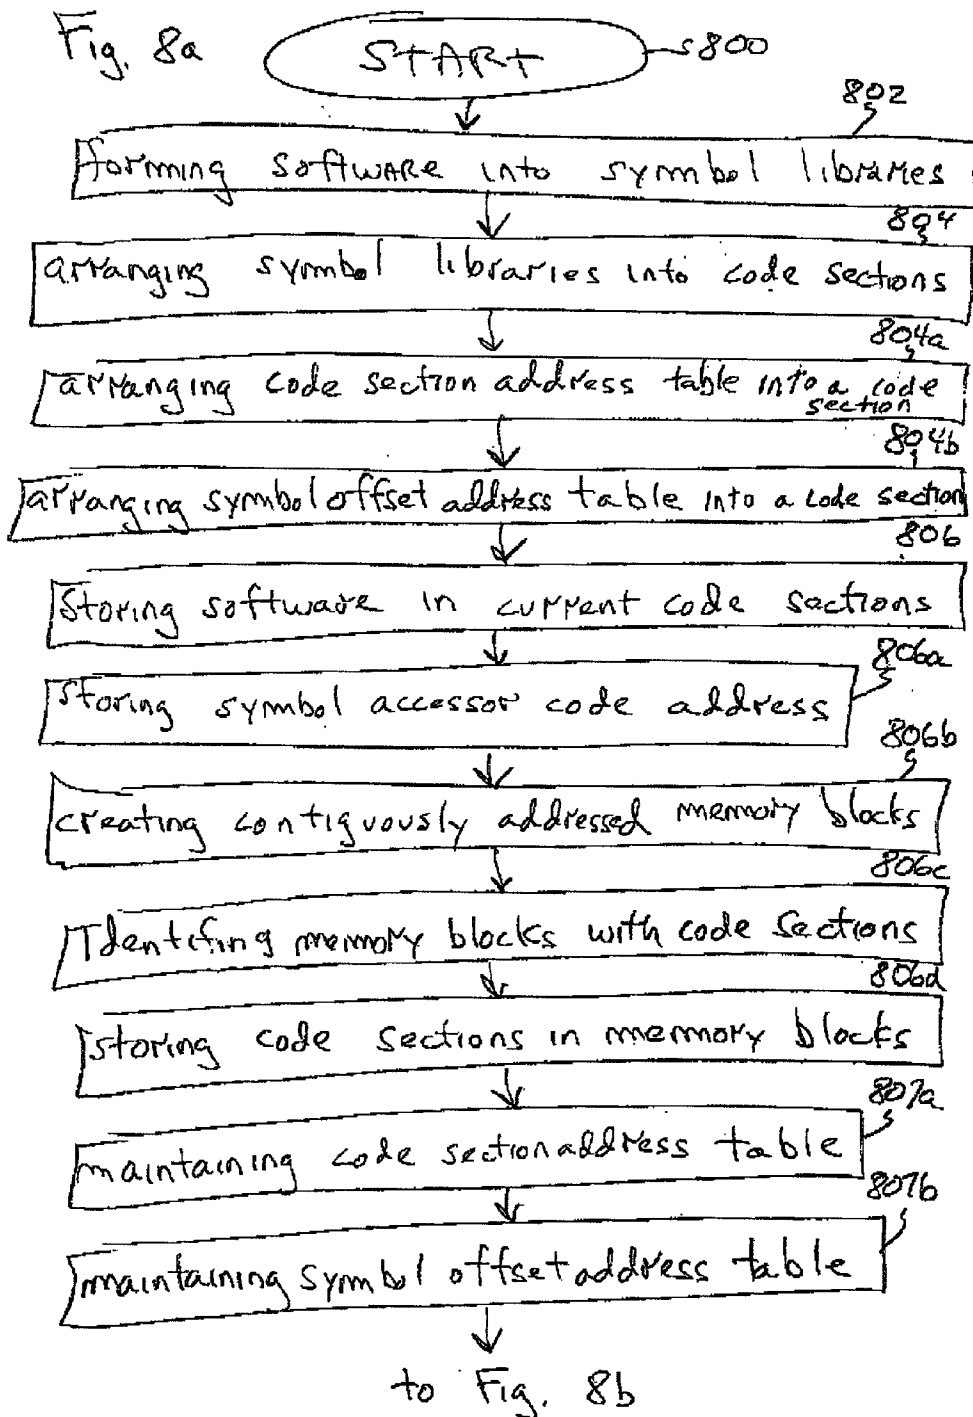 Fig. 8a
START
800
802
forming software into symbol libraries
804
arranging symbol libraries into code sections
804a
arranging code section address table into a code
section
804b
arranging symbol offset address table into a code section
806
Storing software in current code sections
806a
storing symbol accessor code address
806b
creating contiguously addressed memory blocks
806c
Identifing memory blocks with code sections
806d
storing code sections in memmory blocks
807a
maintaining code section address table
807b
maintaining symbol offset address table
to Fig. 8b